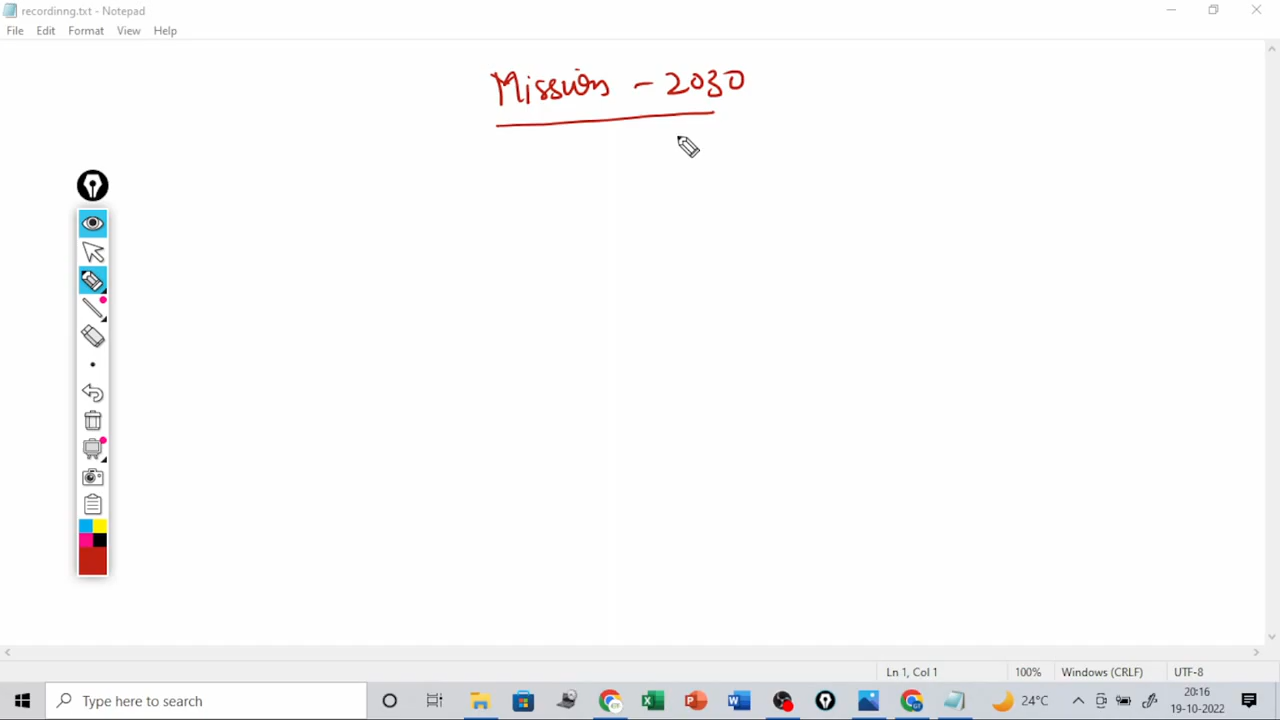 recordinng.txt - Notepad
File Edit Format View Help
Mission - 2030
Ln 1, Col 1 100% Windows (CRLF) UTF-8
Type here to search
24°C
20:16
19-10-2022